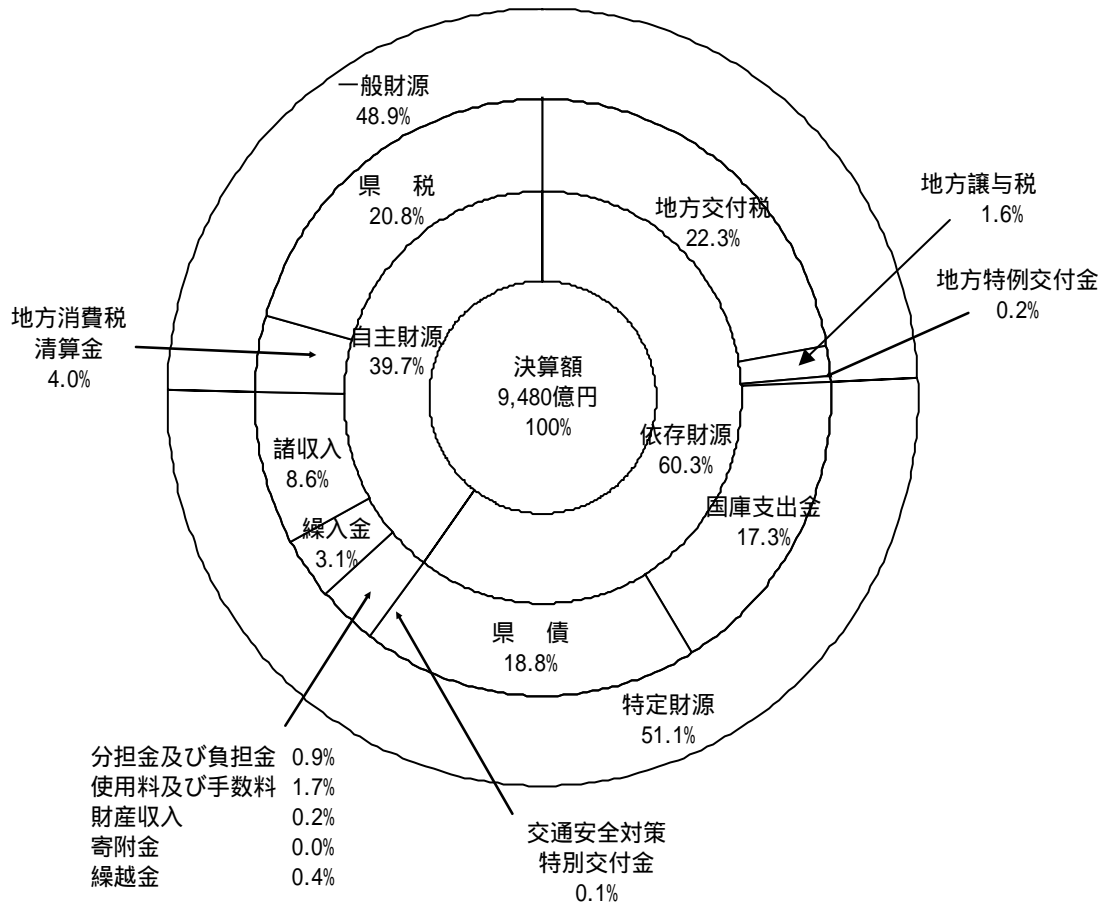 一般財源
48.9%
県　税
20.8%
地方交付税
22.3%
地方譲与税
1.6%
地方特例交付金
0.2%
地方消費税
清算金
4.0%
自主財源
39.7%
決算額
9,480億円
100%
依存財源
60.3%
諸収入
8.6%
繰入金
3.1%
国庫支出金
17.3%
県　債
18.8%
特定財源
51.1%
分担金及び負担金 0.9%
使用料及び手数料 1.7%
財産収入 0.2%
寄附金 0.0%
繰越金 0.4%
交通安全対策
特別交付金
0.1%